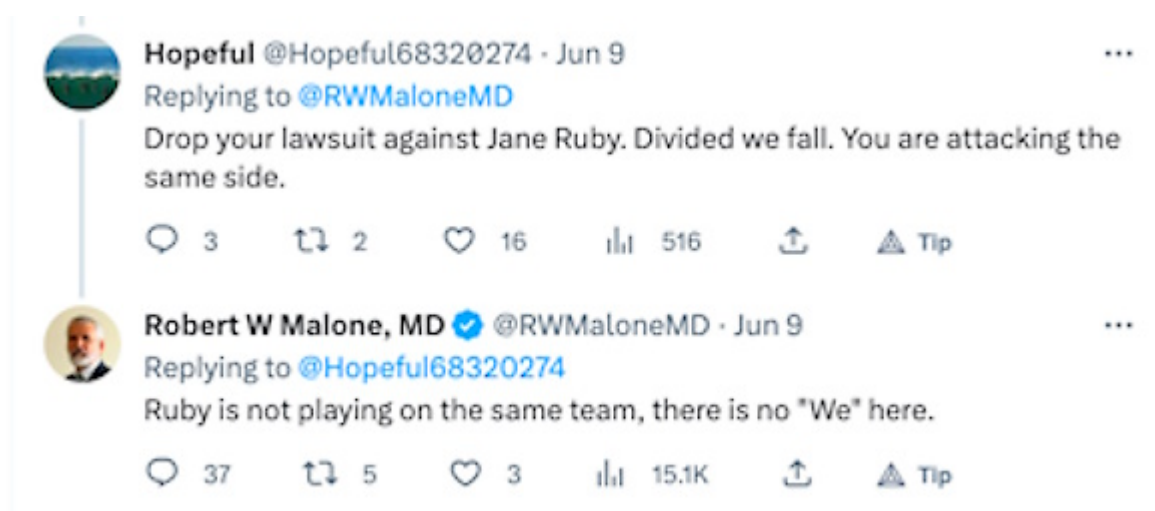 Hopeful @Hopeful68320274 · Jun 9
Replying to @RWMaloneMD
Drop your lawsuit against Jane Ruby. Divided we fall. You are attacking the
same side.
3 2 16 516 Tip
Robert W Malone, MD @RWMaloneMD · Jun 9
Replying to @Hopeful68320274
Ruby is not playing on the same team, there is no "We" here.
37 5 3 15.1K Tip